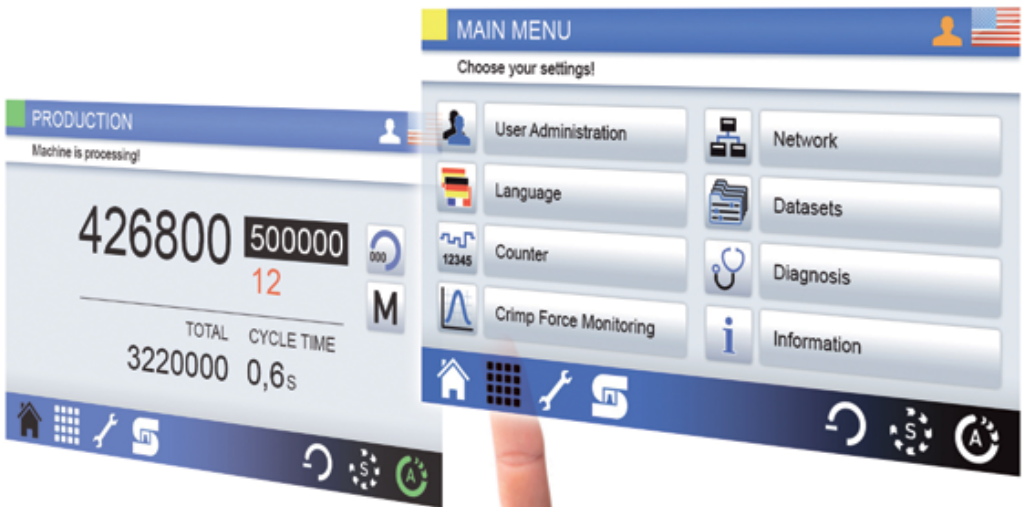 PRODUCTION
Machine is processing!
426800 500000
12
000
M
TOTAL CYCLE TIME
3220000 0,6s
S
A
MAIN MENU
Choose your settings!
User Administration
Network
Language
Datasets
12345
Counter
Diagnosis
Crimp Force Monitoring
i
Information
S
A